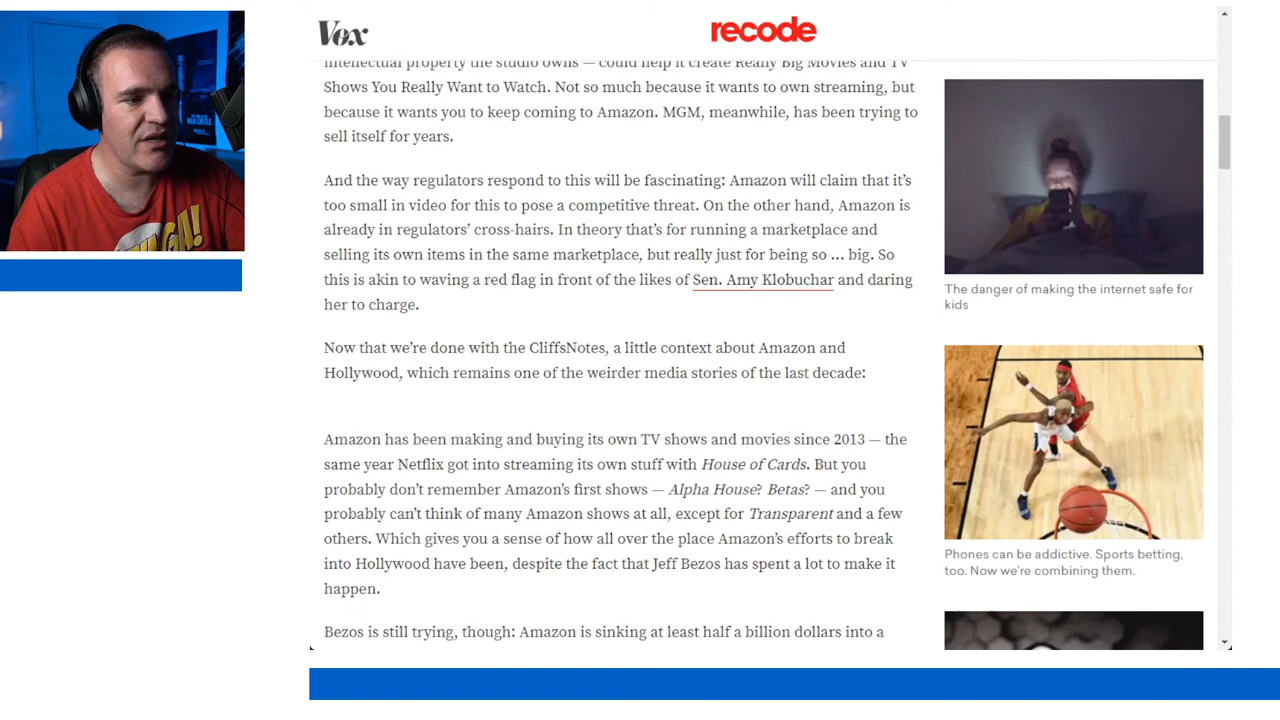 Vox
recode
intellectual property the studio owns — could help it create Really Big Movies and TV
Shows You Really Want to Watch. Not so much because it wants to own streaming, but
because it wants you to keep coming to Amazon. MGM, meanwhile, has been trying to
sell itself for years.
And the way regulators respond to this will be fascinating: Amazon will claim that it’s
too small in video for this to pose a competitive threat. On the other hand, Amazon is
already in regulators’ cross-hairs. In theory that’s for running a marketplace and
selling its own items in the same marketplace, but really just for being so ... big. So
this is akin to waving a red flag in front of the likes of Sen. Amy Klobuchar and daring
her to charge.
Now that we’re done with the CliffsNotes, a little context about Amazon and
Hollywood, which remains one of the weirder media stories of the last decade:
Amazon has been making and buying its own TV shows and movies since 2013 — the
same year Netflix got into streaming its own stuff with House of Cards. But you
probably don’t remember Amazon’s first shows — Alpha House? Betas? — and you
probably can’t think of many Amazon shows at all, except for Transparent and a few
others. Which gives you a sense of how all over the place Amazon’s efforts to break
into Hollywood have been, despite the fact that Jeff Bezos has spent a lot to make it
happen.
Bezos is still trying, though: Amazon is sinking at least half a billion dollars into a
The danger of making the internet safe for
kids
Phones can be addictive. Sports betting,
too. Now we’re combining them.